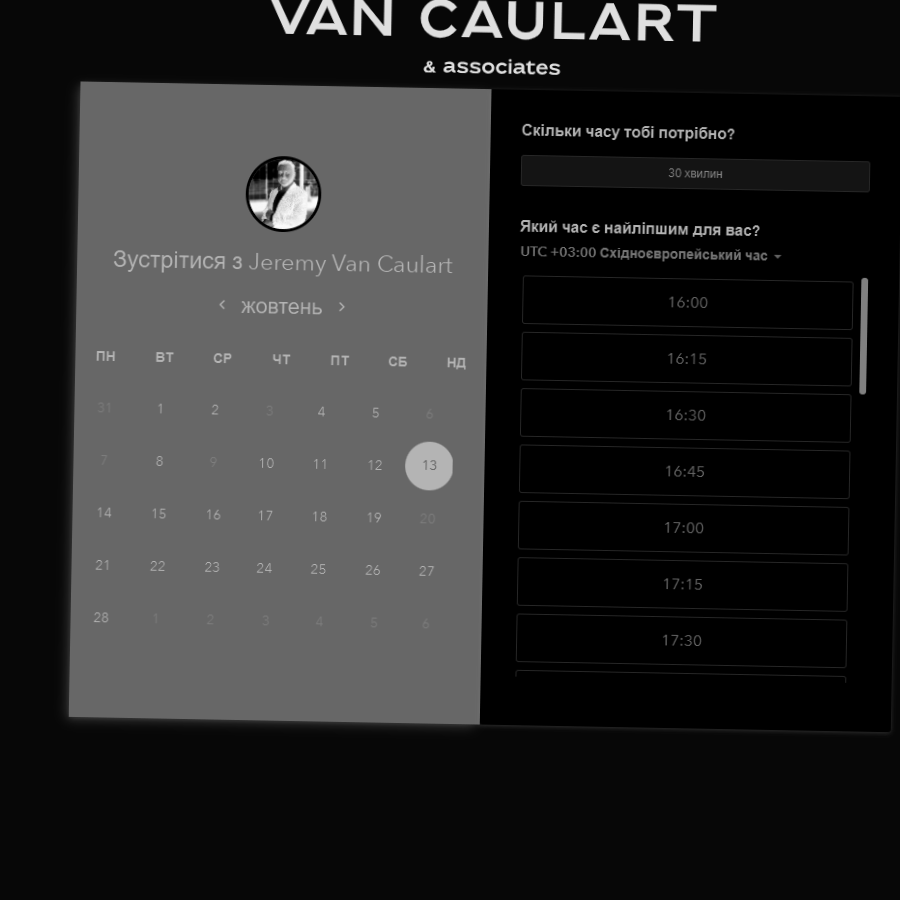 VAN CAULART
& associates
Зустрітися з Jeremy Van Caulart
жовтень
ПН ВТ СР ЧТ ПТ СБ НД
31 1 2 3 4 5 6
7 8 9 10 11 12 13
14 15 16 17 18 19 20
21 22 23 24 25 26 27
28 1 2 3 4 5 6
Скільки часу тобі потрібно?
30 хвилин
Який час є найліпшим для вас?
UTC +03:00 Східноєвропейський час
16:00
16:15
16:30
16:45
17:00
17:15
17:30